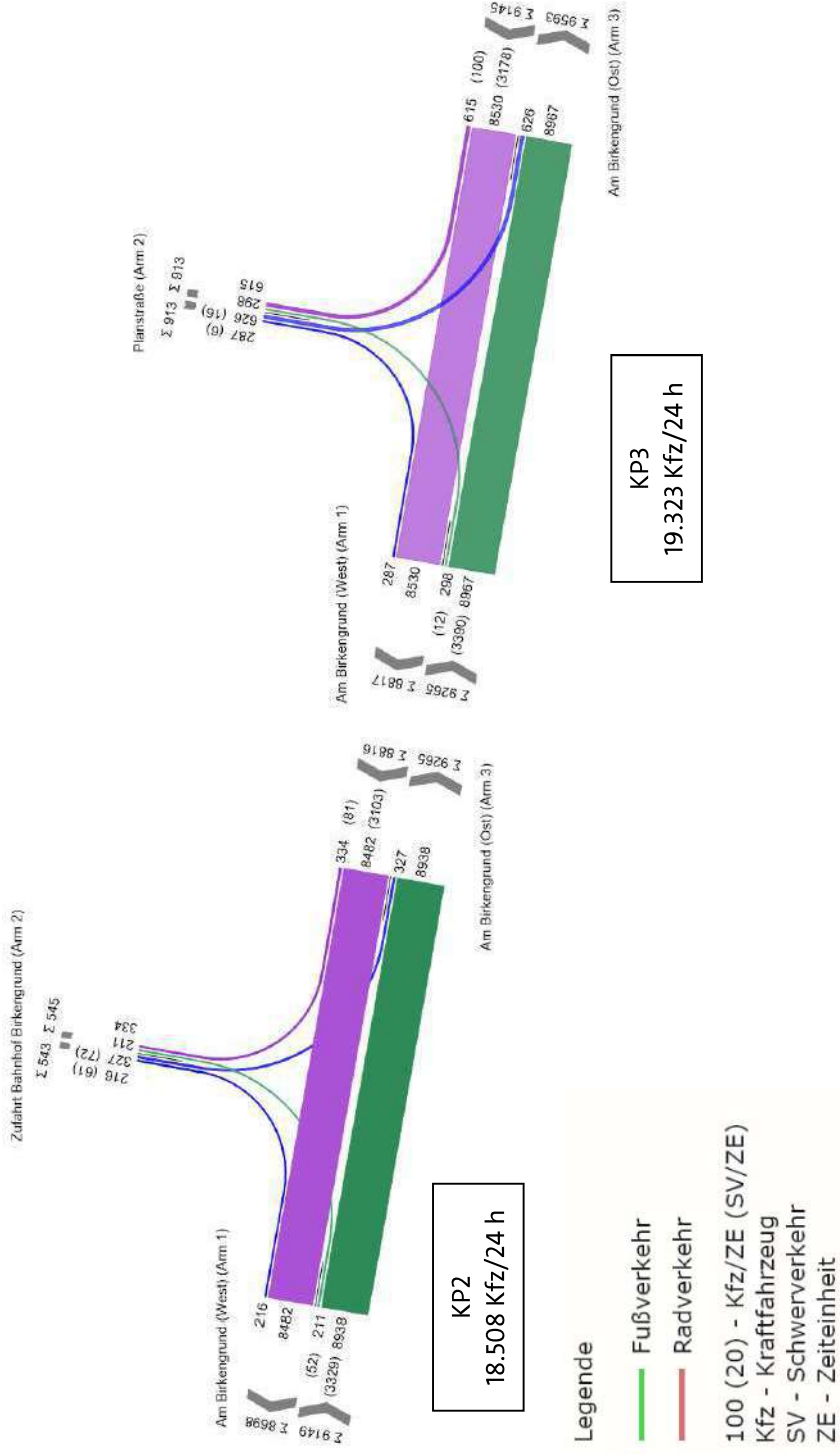 Zufahrt Bahnhof Birkengrund (Arm 2)
Σ 543 Σ 545
216 (61)
327 (72)
211
334
Am Birkengrund (West) (Arm 1)
Σ 8698
Σ 9149
216
8482
(52) 211
(3329) 8938
334 (81)
8482 (3103)
327
8938
Σ 8816
Σ 9265
Am Birkengrund (Ost) (Arm 3)
KP2
18.508 Kfz/24 h
Planstraße (Arm 2)
Σ 913 Σ 913
287 (6)
626 (16)
298
615
Am Birkengrund (West) (Arm 1)
Σ 8817
Σ 9265
287
8530
(12) 298
(3390) 8967
615 (100)
8530 (3178)
626
8967
Σ 9145
Σ 9593
Am Birkengrund (Ost) (Arm 3)
KP3
19.323 Kfz/24 h
Legende
Fußverkehr
Radverkehr
100 (20) - Kfz/ZE (SV/ZE)
Kfz - Kraftfahrzeug
SV - Schwerverkehr
ZE - Zeiteinheit